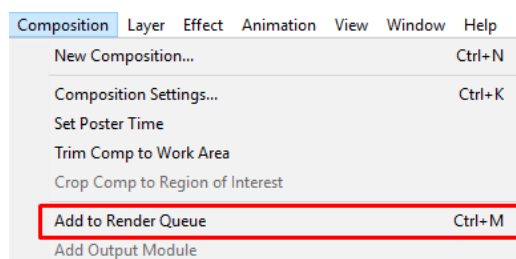 Composition Layer Effect Animation View Window Help
New Composition... Ctrl+N
Composition Settings... Ctrl+K
Set Poster Time
Trim Comp to Work Area
Crop Comp to Region of Interest
Add to Render Queue Ctrl+M
Add Output Module